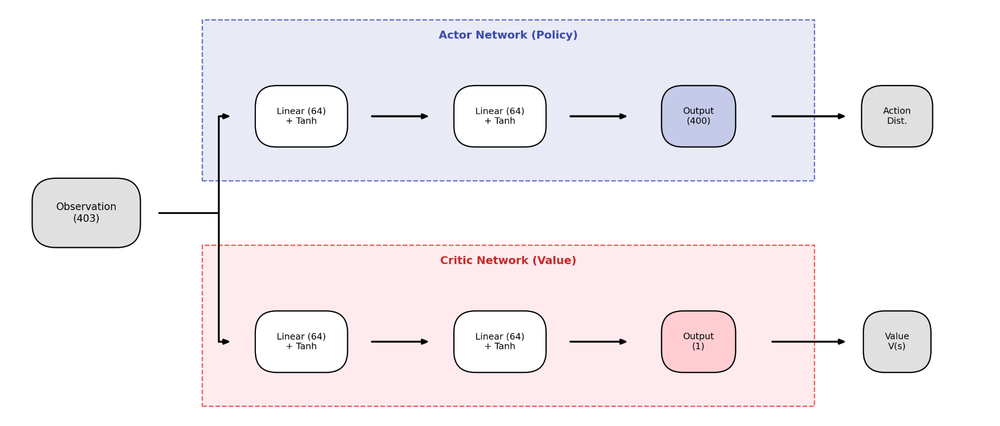 Actor Network (Policy)
Linear (64)
+ Tanh
Linear (64)
+ Tanh
Output
(400)
Action
Dist.
Observation
(403)
Critic Network (Value)
Linear (64)
+ Tanh
Linear (64)
+ Tanh
Output
(1)
Value
V(s)